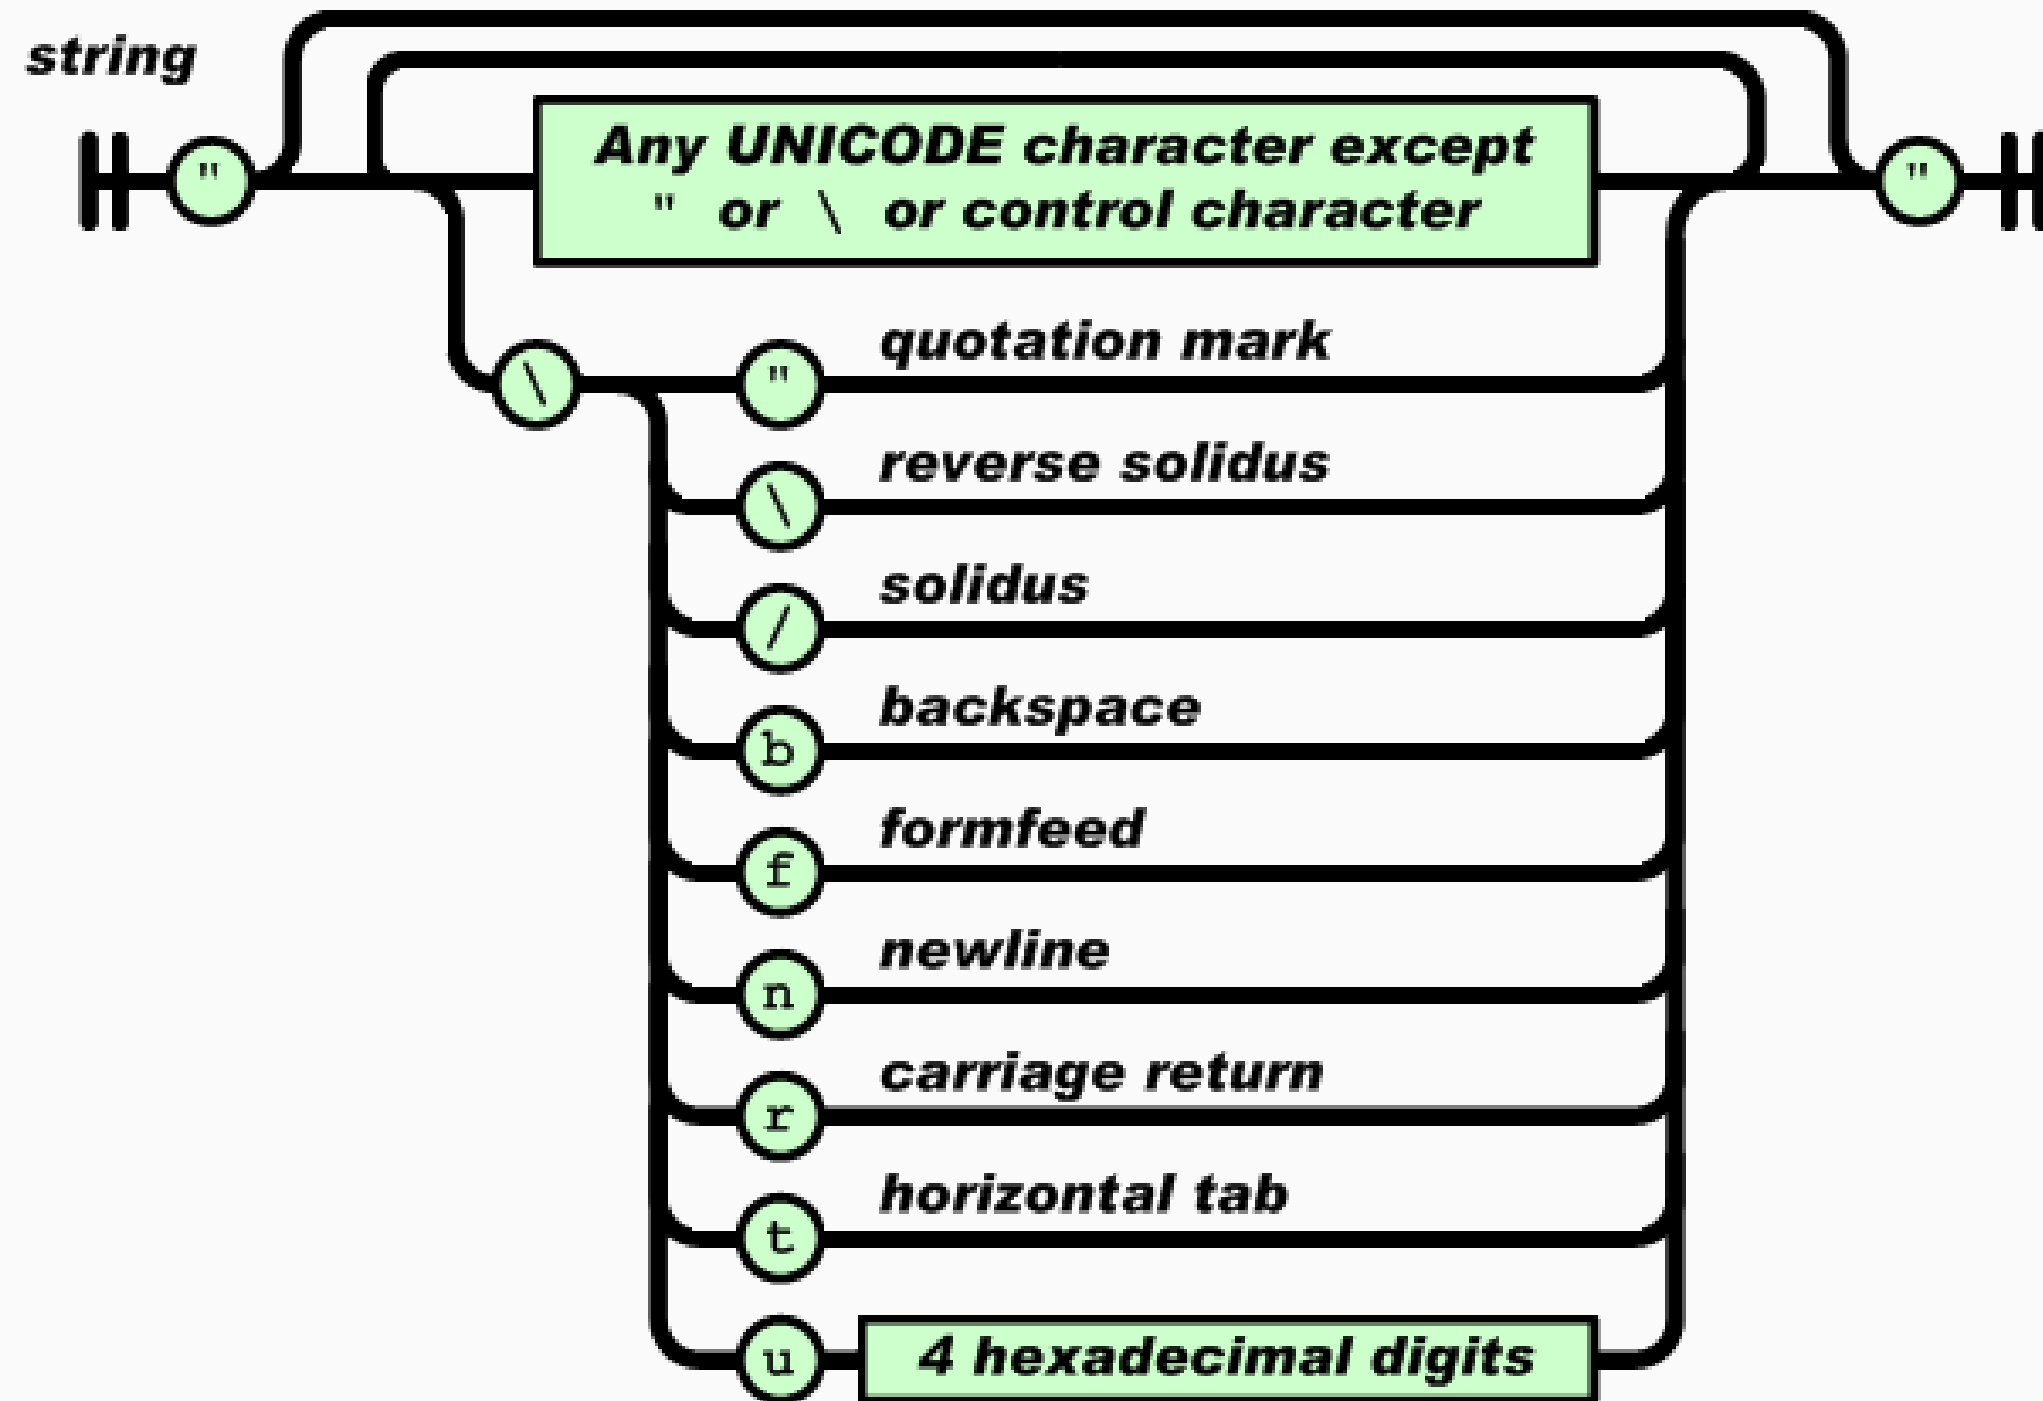 string
" Any UNICODE character except "
" or \ or control character
quotation mark
\ "
reverse solidus
\
solidus
/
backspace
b
formfeed
f
newline
n
carriage return
r
horizontal tab
t
u 4 hexadecimal digits